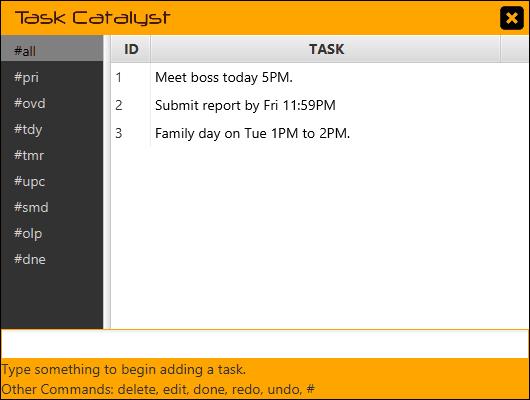 Task Catalyst
#all
#pri
#ovd
#tdy
#tmr
#upc
#smd
#olp
#dne
ID TASK
1 Meet boss today 5PM.
2 Submit report by Fri 11:59PM
3 Family day on Tue 1PM to 2PM.
Type something to begin adding a task.
Other Commands: delete, edit, done, redo, undo, #